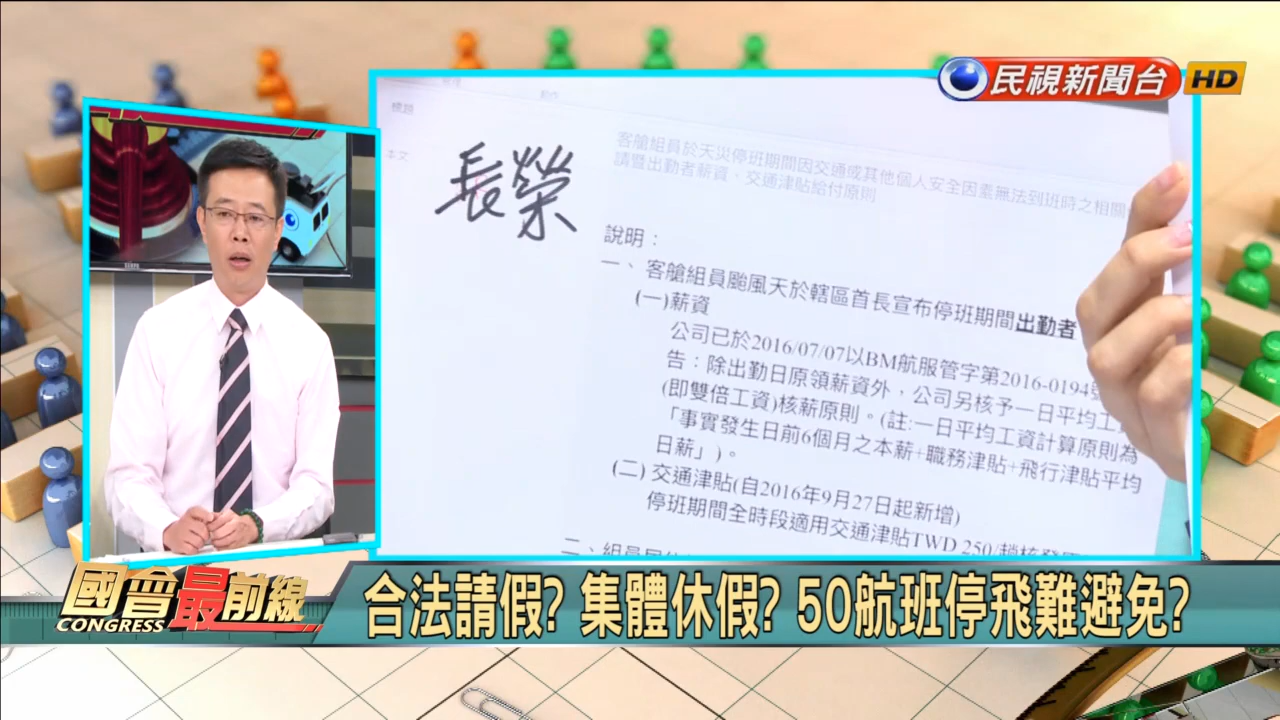 民視新聞台 HD
標題
本文
長榮
客艙組員於天災停班期間因交通或其他個人安全因素無法到班時之相關
請暨出勤者薪資、交通津貼給付原則
說明：
一、客艙組員颱風天於轄區首長宣布停班期間出勤者
(一)薪資
公司已於2016/07/07以BM航服管字第2016-0194號
告：除出勤日原領薪資外，公司另核予一日平均工
(即雙倍工資)核薪原則。(註:一日平均工資計算原則為
「事實發生日前6個月之本薪+職務津貼+飛行津貼平均
日薪」)。
(二) 交通津貼(自2016年9月27日起新增)
停班期間全時段適用交通津貼TWD 250/趟
國會最前線
CONGRESS
合法請假? 集體休假? 50航班停飛難避免?